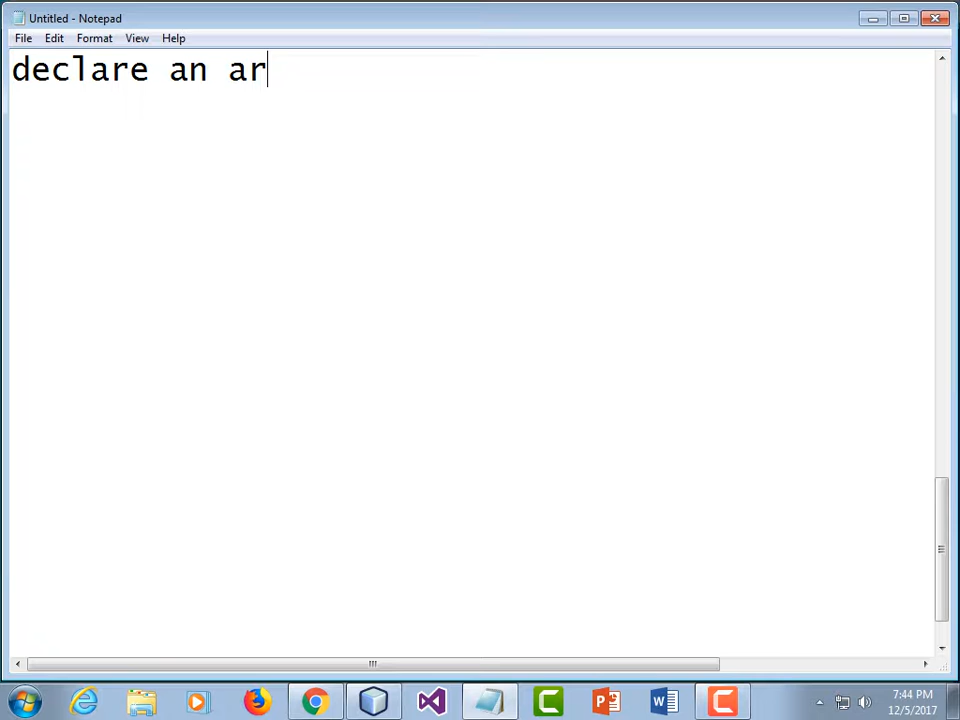 Untitled - Notepad
File Edit Format View Help
declare an ar
7:44 PM
12/5/2017